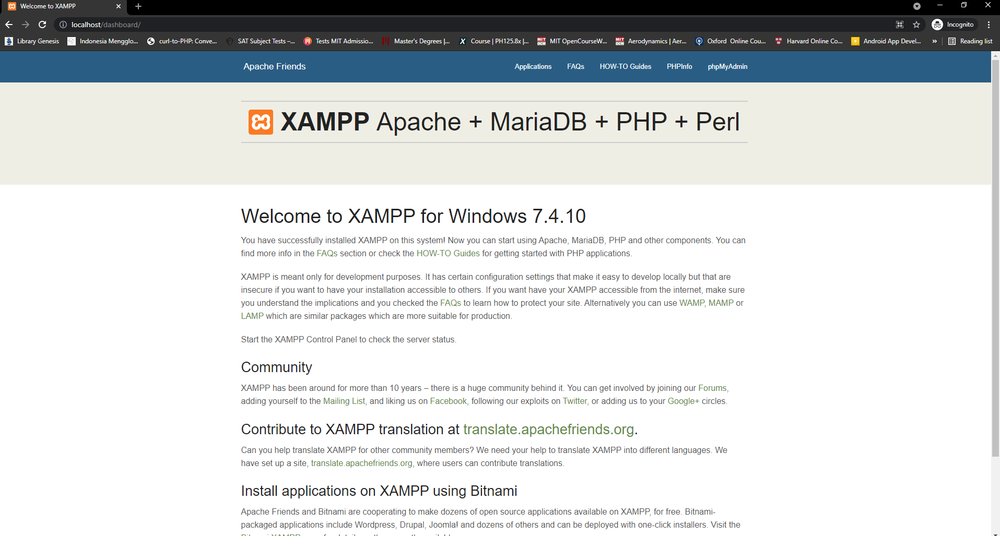 Welcome to XAMPP
localhost/dashboard/
Incognito
Library Genesis
Indonesia Mengglo...
curl-to-PHP: Conve...
SAT Subject Tests –...
Tests MIT Admissio...
Master's Degrees |...
Course | PH125.8x |...
MIT OpenCourseW...
Aerodynamics | Aer...
Oxford Online Cou...
Harvard Online Co...
Android App Devel...
»
Reading list
Apache Friends
Applications
FAQs
HOW-TO Guides
PHPInfo
phpMyAdmin
XAMPP Apache + MariaDB + PHP + Perl
Welcome to XAMPP for Windows 7.4.10
You have successfully installed XAMPP on this system! Now you can start using Apache, MariaDB, PHP and other components. You can
find more info in the FAQs section or check the HOW-TO Guides for getting started with PHP applications.
XAMPP is meant only for development purposes. It has certain configuration settings that make it easy to develop locally but that are
insecure if you want to have your installation accessible to others. If you want have your XAMPP accessible from the internet, make sure
you understand the implications and you checked the FAQs to learn how to protect your site. Alternatively you can use WAMP, MAMP or
LAMP which are similar packages which are more suitable for production.
Start the XAMPP Control Panel to check the server status.
Community
XAMPP has been around for more than 10 years – there is a huge community behind it. You can get involved by joining our Forums,
adding yourself to the Mailing List, and liking us on Facebook, following our exploits on Twitter, or adding us to your Google+ circles.
Contribute to XAMPP translation at translate.apachefriends.org.
Can you help translate XAMPP for other community members? We need your help to translate XAMPP into different languages. We
have set up a site, translate.apachefriends.org, where users can contribute translations.
Install applications on XAMPP using Bitnami
Apache Friends and Bitnami are cooperating to make dozens of open source applications available on XAMPP, for free. Bitnami-
packaged applications include Wordpress, Drupal, Joomla! and dozens of others and can be deployed with one-click installers. Visit the